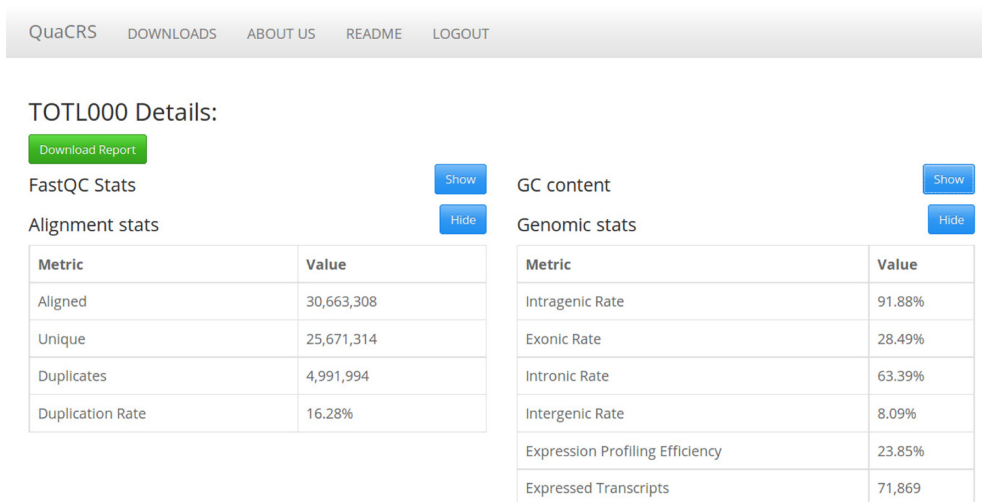 QuaCRS DOWNLOADS ABOUT US README LOGOUT
TOTL000 Details:
Download Report
FastQC Stats Show
Alignment stats Hide
Metric Value
Aligned 30,663,308
Unique 25,671,314
Duplicates 4,991,994
Duplication Rate 16.28%
GC content Show
Genomic stats Hide
Metric Value
Intragenic Rate 91.88%
Exonic Rate 28.49%
Intronic Rate 63.39%
Intergenic Rate 8.09%
Expression Profiling Efficiency 23.85%
Expressed Transcripts 71,869